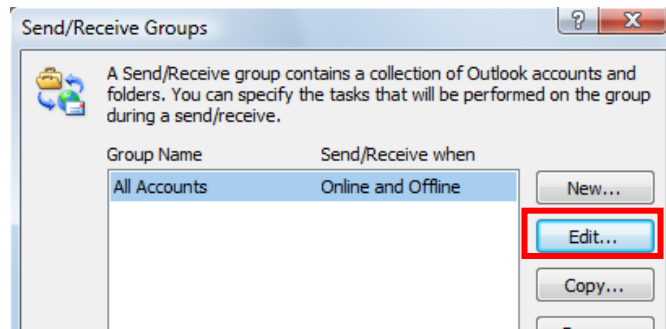 Send/Receive Groups
A Send/Receive group contains a collection of Outlook accounts and
folders. You can specify the tasks that will be performed on the group
during a send/receive.
Group Name Send/Receive when
All Accounts Online and Offline
New...
Edit...
Copy...